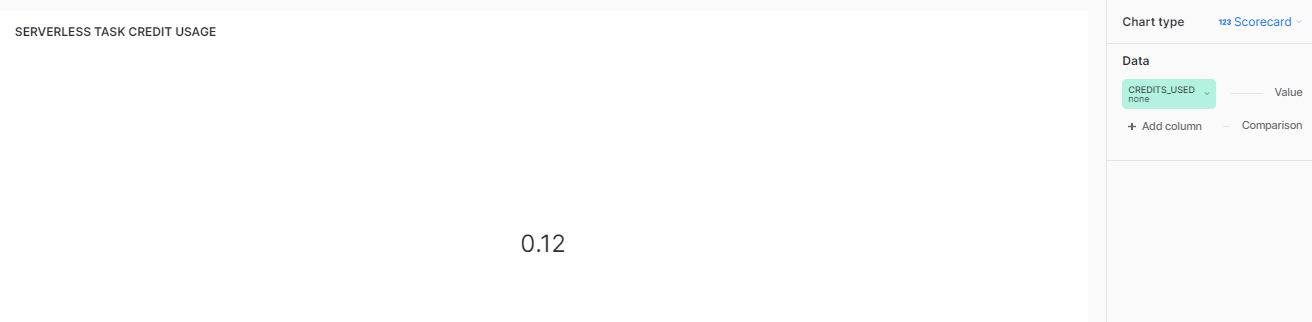 SERVERLESS TASK CREDIT USAGE
0.12
Chart type
123 Scorecard
Data
CREDITS_USED
none
Value
+ Add column
Comparison